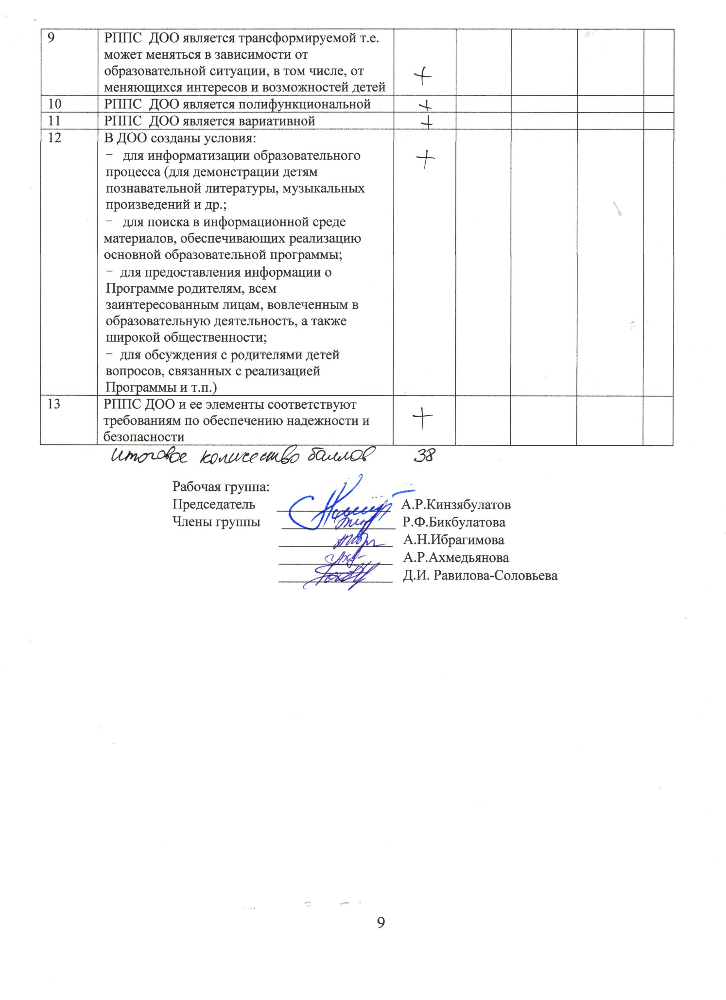 9 РППС ДОО является трансформируемой т.е.
может меняться в зависимости от
образовательной ситуации, в том числе, от
меняющихся интересов и возможностей детей +
10 РППС ДОО является полифункциональной +
11 РППС ДОО является вариативной +
12 В ДОО созданы условия:
− для информатизации образовательного +
процесса (для демонстрации детям
познавательной литературы, музыкальных
произведений и др.;
− для поиска в информационной среде
материалов, обеспечивающих реализацию
основной образовательной программы;
− для предоставления информации о
Программе родителям, всем
заинтересованным лицам, вовлеченным в
образовательную деятельность, а также
широкой общественности;
− для обсуждения с родителями детей
вопросов, связанных с реализацией
Программы и т.п.)
13 РППС ДОО и ее элементы соответствуют
требованиям по обеспечению надежности и +
безопасности
Итоговое количество баллов 38
Рабочая группа:
Председатель А.Р.Кинзябулатов
Члены группы Р.Ф.Бикбулатова
А.Н.Ибрагимова
А.Р.Ахмедьянова
Д.И. Равилова-Соловьева
9